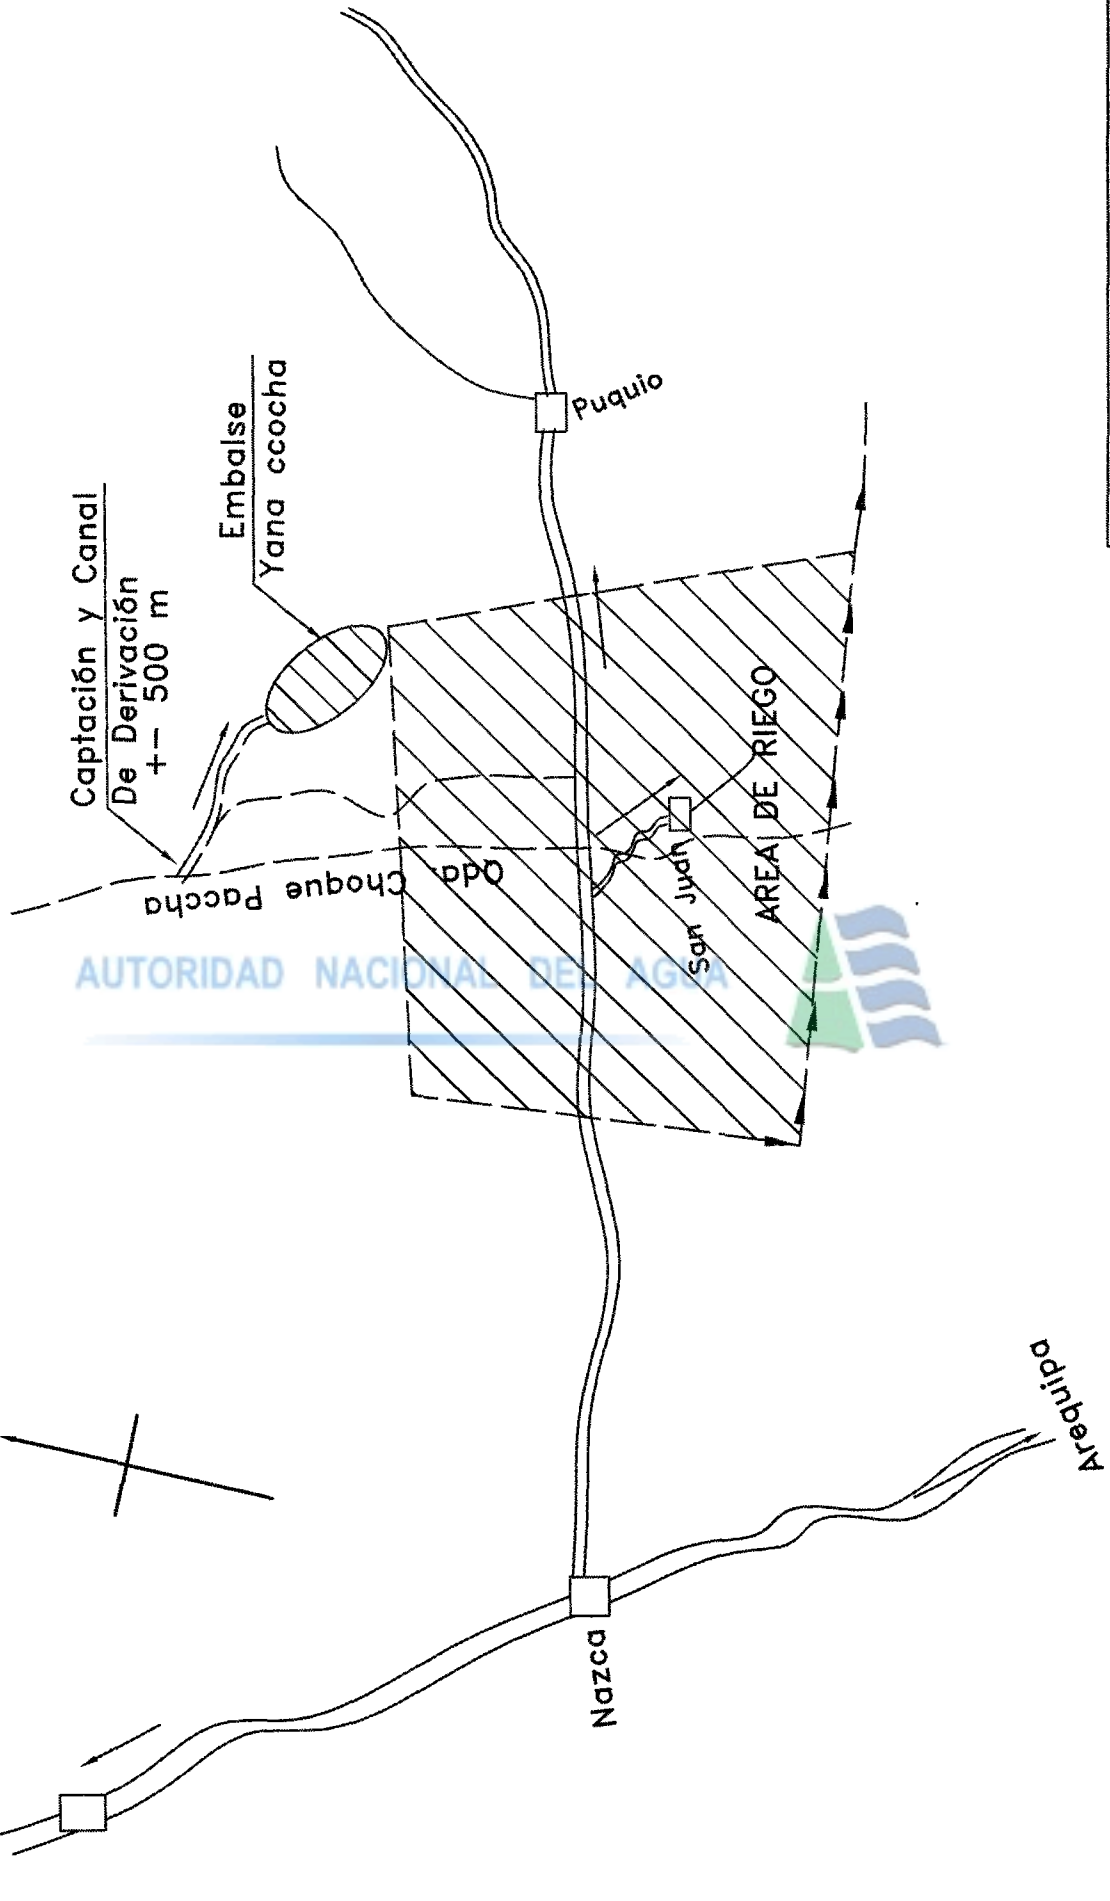 Captación y Canal
De Derivación
+- 500 m
Embalse
Yana ccocha
Puquio
Qda. Choque Paccha
San Juan
AREA DE RIEGO
AUTORIDAD NACIONAL DEL AGUA
Nazca
Arequipa